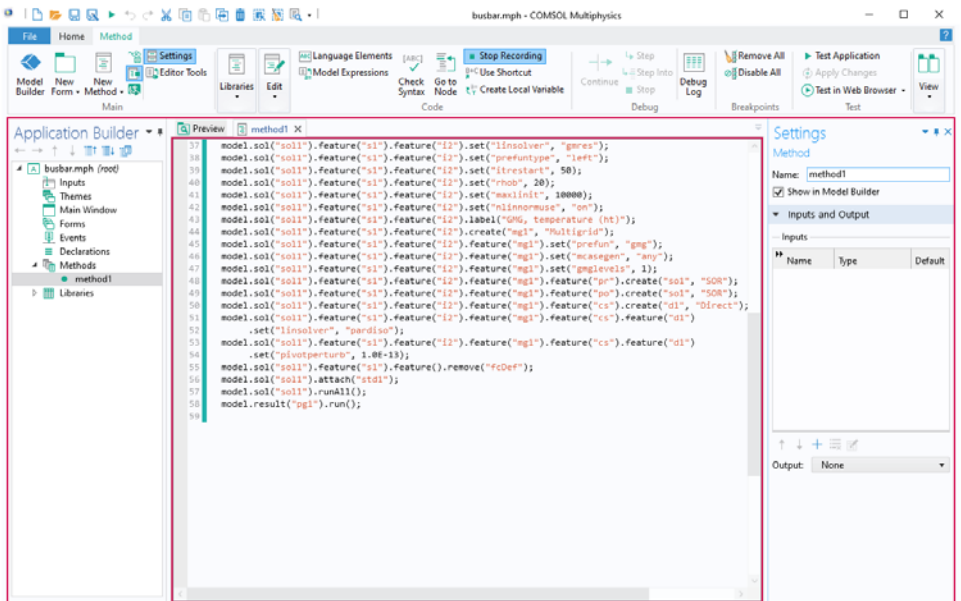 busbar.mph - COMSOL Multiphysics
File Home Method
Model Builder
New Form
New Method
Settings
Editor Tools
Main
Libraries
Edit
Language Elements
Model Expressions
Check Syntax
Go to Node
Stop Recording
Use Shortcut
Create Local Variable
Code
Continue
Step
Step Into
Stop
Debug Log
Debug
Remove All
Disable All
Breakpoints
Test Application
Apply Changes
Test in Web Browser
Test
View
Application Builder
busbar.mph (root)
Inputs
Themes
Main Window
Forms
Events
Declarations
Methods
method1
Libraries
Preview method1
37 model.sol("sol1").feature("s1").feature("i2").set("linsolver", "gmres");
38 model.sol("sol1").feature("s1").feature("i2").set("prefuntype", "left");
39 model.sol("sol1").feature("s1").feature("i2").set("itrestart", 50);
40 model.sol("sol1").feature("s1").feature("i2").set("rhob", 20);
41 model.sol("sol1").feature("s1").feature("i2").set("maxlinit", 10000);
42 model.sol("sol1").feature("s1").feature("i2").set("nlinnormuse", "on");
43 model.sol("sol1").feature("s1").feature("i2").label("GMG, temperature (ht)");
44 model.sol("sol1").feature("s1").feature("i2").create("mg1", "Multigrid");
45 model.sol("sol1").feature("s1").feature("i2").feature("mg1").set("prefun", "gmg");
46 model.sol("sol1").feature("s1").feature("i2").feature("mg1").set("mcasegen", "any");
47 model.sol("sol1").feature("s1").feature("i2").feature("mg1").set("gmglevels", 1);
48 model.sol("sol1").feature("s1").feature("i2").feature("mg1").feature("pr").create("so1", "SOR");
49 model.sol("sol1").feature("s1").feature("i2").feature("mg1").feature("po").create("so1", "SOR");
50 model.sol("sol1").feature("s1").feature("i2").feature("mg1").feature("cs").create("d1", "Direct");
51 model.sol("sol1").feature("s1").feature("i2").feature("mg1").feature("cs").feature("d1")
52 .set("linsolver", "pardiso");
53 model.sol("sol1").feature("s1").feature("i2").feature("mg1").feature("cs").feature("d1")
54 .set("pivotperturb", 1.0E-13);
55 model.sol("sol1").feature("s1").feature().remove("fcDef");
56 model.sol("sol1").attach("std1");
57 model.sol("sol1").runAll();
58 model.result("pg1").run();
59
Settings
Method
Name: method1
Show in Model Builder
Inputs and Output
Inputs
Name Type Default
Output: None